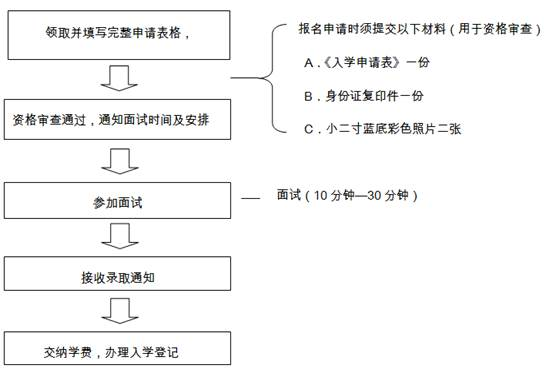 领取并填写完整申请表格，
报名申请时须提交以下材料（用于资格审查）
A．《入学申请表》一份
B．身份证复印件一份
C．小二寸蓝底彩色照片二张
资格审查通过，通知面试时间及安排
参加面试
面试（10分钟—30分钟）
接收录取通知
交纳学费，办理入学登记